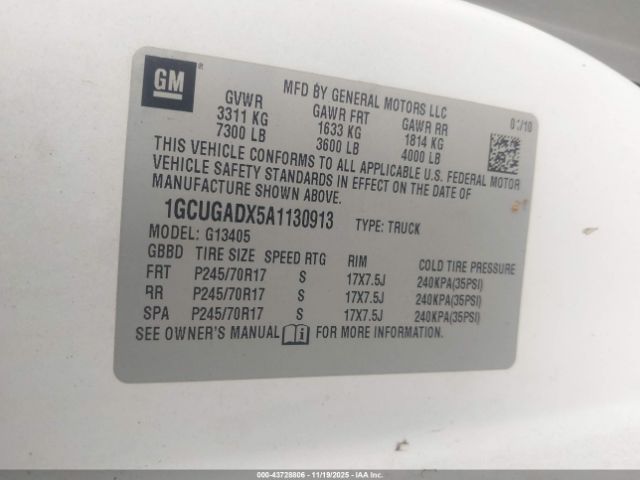 GM
MFD BY GENERAL MOTORS LLC
GVWR GAWR FRT GAWR RR
3311 KG 1633 KG 1814 KG
7300 LB 3600 LB 4000 LB
THIS VEHICLE CONFORMS TO ALL APPLICABLE U.S. FEDERAL MOTOR
VEHICLE SAFETY STANDARDS IN EFFECT ON THE DATE OF
MANUFACTURE SHOWN ABOVE.
1GCUGADX5A1130913 TYPE: TRUCK
MODEL: G13405
GBBD TIRE SIZE SPEED RTG RIM COLD TIRE PRESSURE
FRT P245/70R17 S 17X7.5J 240KPA(35PSI)
RR P245/70R17 S 17X7.5J 240KPA(35PSI)
SPA P245/70R17 S 17X7.5J 240KPA(35PSI)
SEE OWNER'S MANUAL FOR MORE INFORMATION.
000-43728806 - 11/19/2025 - IAAI.COM